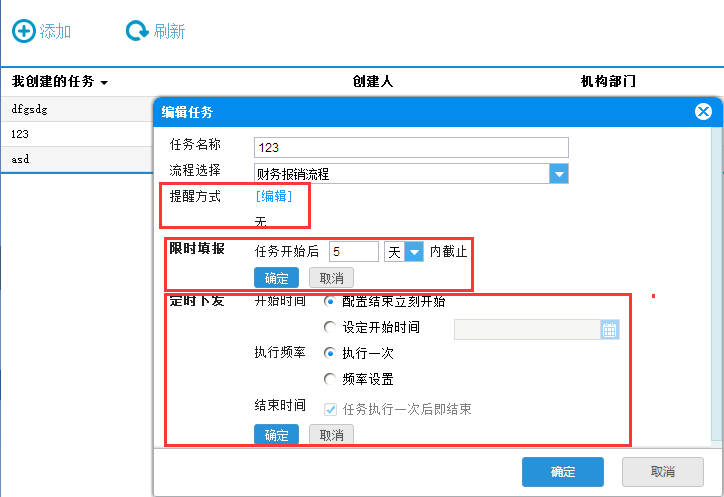 添加 刷新
我创建的任务 创建人 机构部门
dfgsdg
123
asd
编辑任务
任务名称 123
流程选择 财务报销流程
提醒方式 [编辑]
无
限时填报 任务开始后 5 天 内截止
确定 取消
定时下发 开始时间 配置结束立刻开始
设定开始时间
执行频率 执行一次
频率设置
结束时间 任务执行一次后即结束
确定 取消
确定 取消